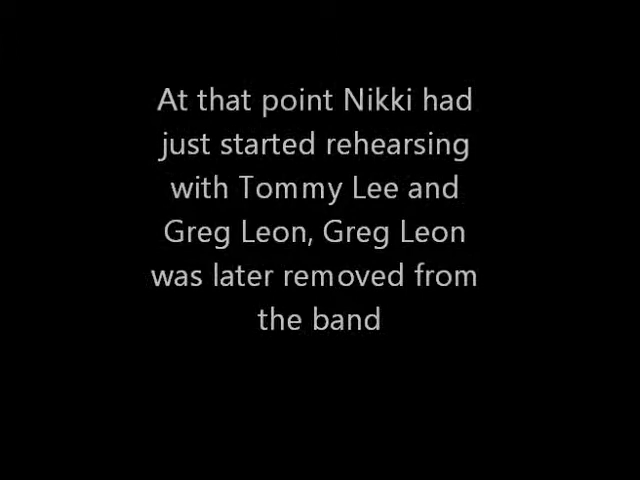 At that point Nikki had
just started rehearsing
with Tommy Lee and
Greg Leon, Greg Leon
was later removed from
the band